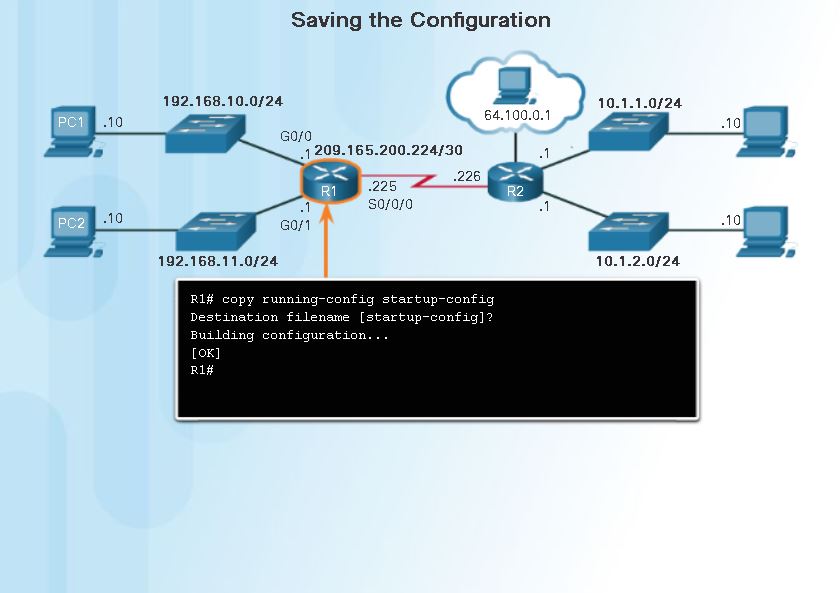 Saving the Configuration
192.168.10.0/24
10.1.1.0/24
64.100.0.1
PC1
.10
G0/0
.1
209.165.200.224/30
.1
.10
R1
.225
S0/0/0
.226
R2
PC2
.10
.1
G0/1
.1
.10
192.168.11.0/24
10.1.2.0/24
R1# copy running-config startup-config
Destination filename [startup-config]?
Building configuration...
[OK]
R1#